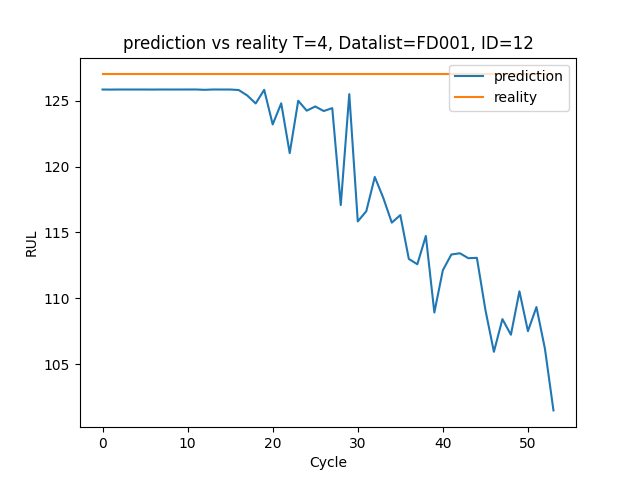 prediction vs reality T=4, Datalist=FD001, ID=12
prediction
reality
125
120
115
110
105
RUL
0 10 20 30 40 50
Cycle